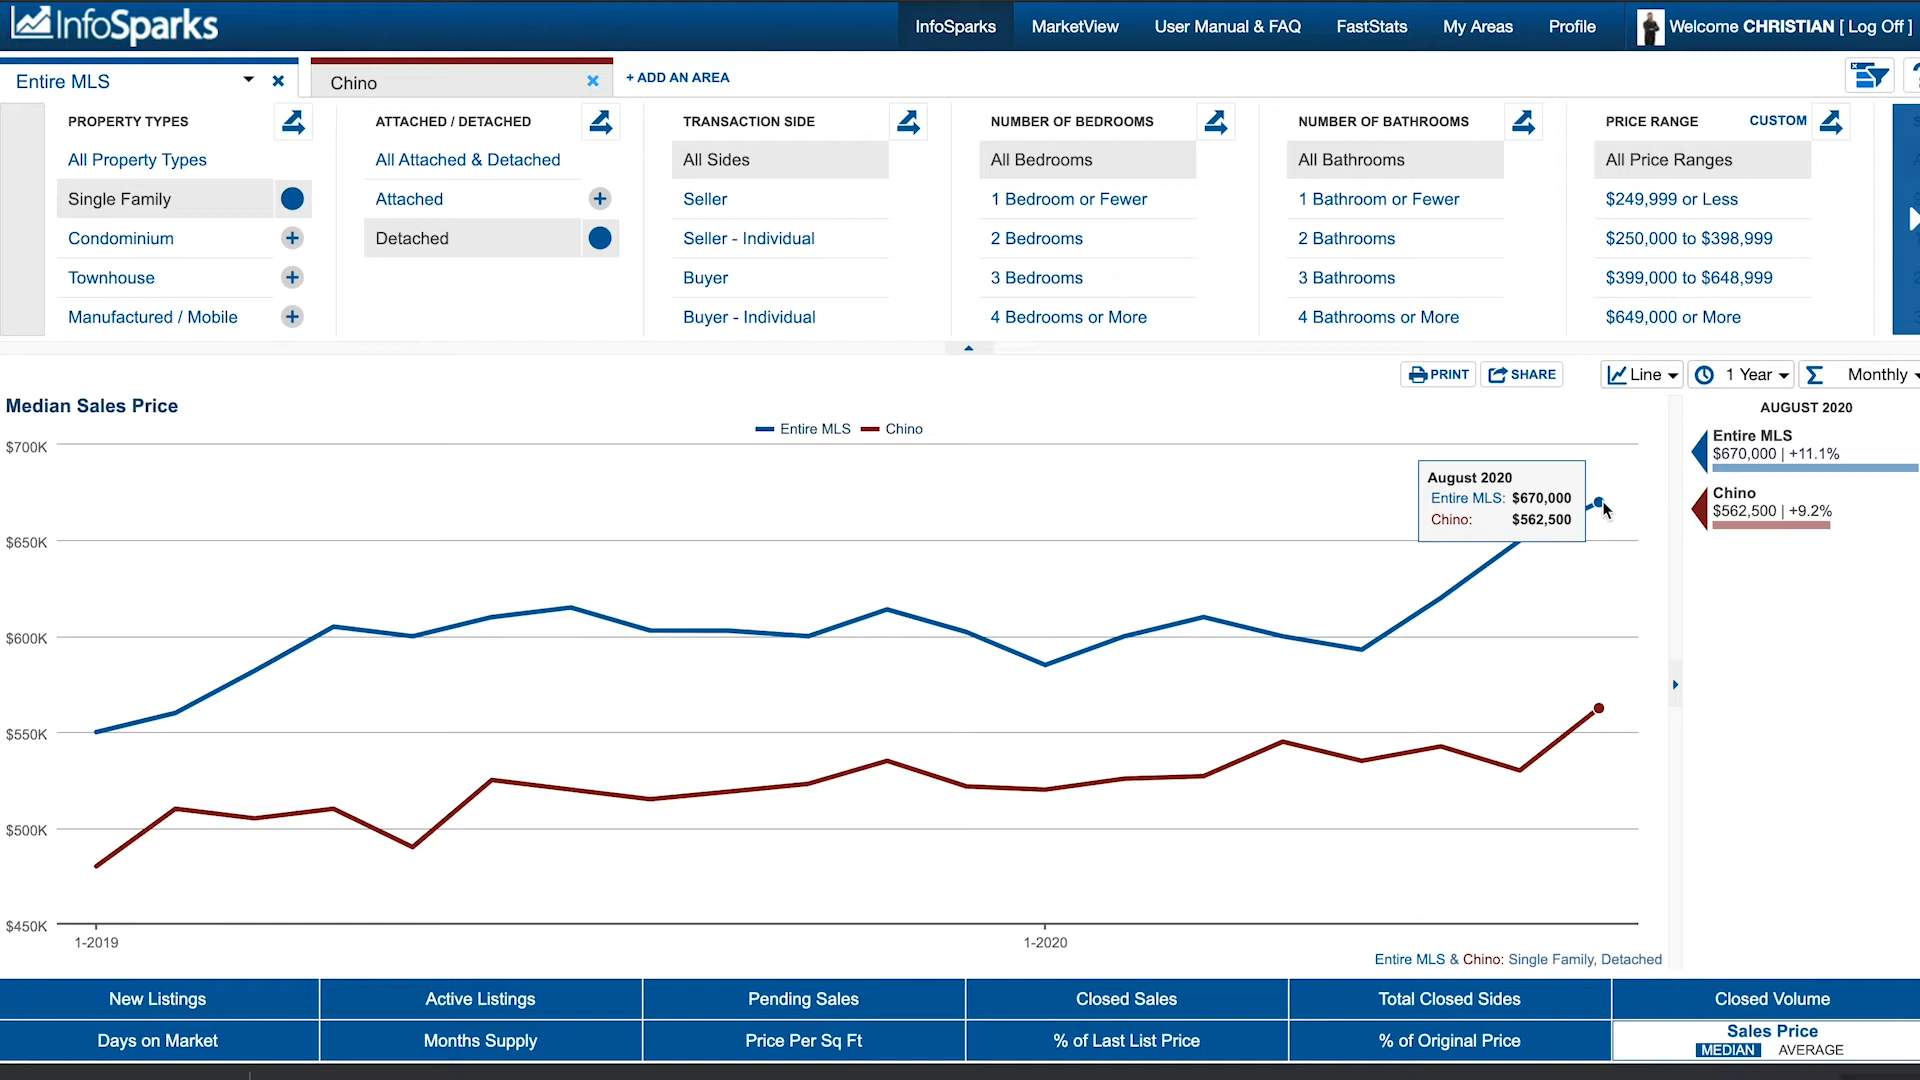 InfoSparks
InfoSparks MarketView User Manual & FAQ FastStats My Areas Profile Welcome CHRISTIAN [ Log Off ]
Entire MLS
Chino
+ ADD AN AREA
PROPERTY TYPES
All Property Types
Single Family
Condominium
Townhouse
Manufactured / Mobile
ATTACHED / DETACHED
All Attached & Detached
Attached
Detached
TRANSACTION SIDE
All Sides
Seller
Seller - Individual
Buyer
Buyer - Individual
NUMBER OF BEDROOMS
All Bedrooms
1 Bedroom or Fewer
2 Bedrooms
3 Bedrooms
4 Bedrooms or More
NUMBER OF BATHROOMS
All Bathrooms
1 Bathroom or Fewer
2 Bathrooms
3 Bathrooms
4 Bathrooms or More
PRICE RANGE CUSTOM
All Price Ranges
$249,999 or Less
$250,000 to $398,999
$399,000 to $648,999
$649,000 or More
PRINT SHARE Line 1 Year Monthly
Median Sales Price
Entire MLS Chino
$700K
$650K
$600K
$550K
$500K
$450K
1-2019
1-2020
August 2020
Entire MLS: $670,000
Chino: $562,500
AUGUST 2020
Entire MLS
$670,000 | +11.1%
Chino
$562,500 | +9.2%
Entire MLS & Chino: Single Family, Detached
New Listings Active Listings Pending Sales Closed Sales Total Closed Sides Closed Volume
Days on Market Months Supply Price Per Sq Ft % of Last List Price % of Original Price Sales Price
MEDIAN AVERAGE